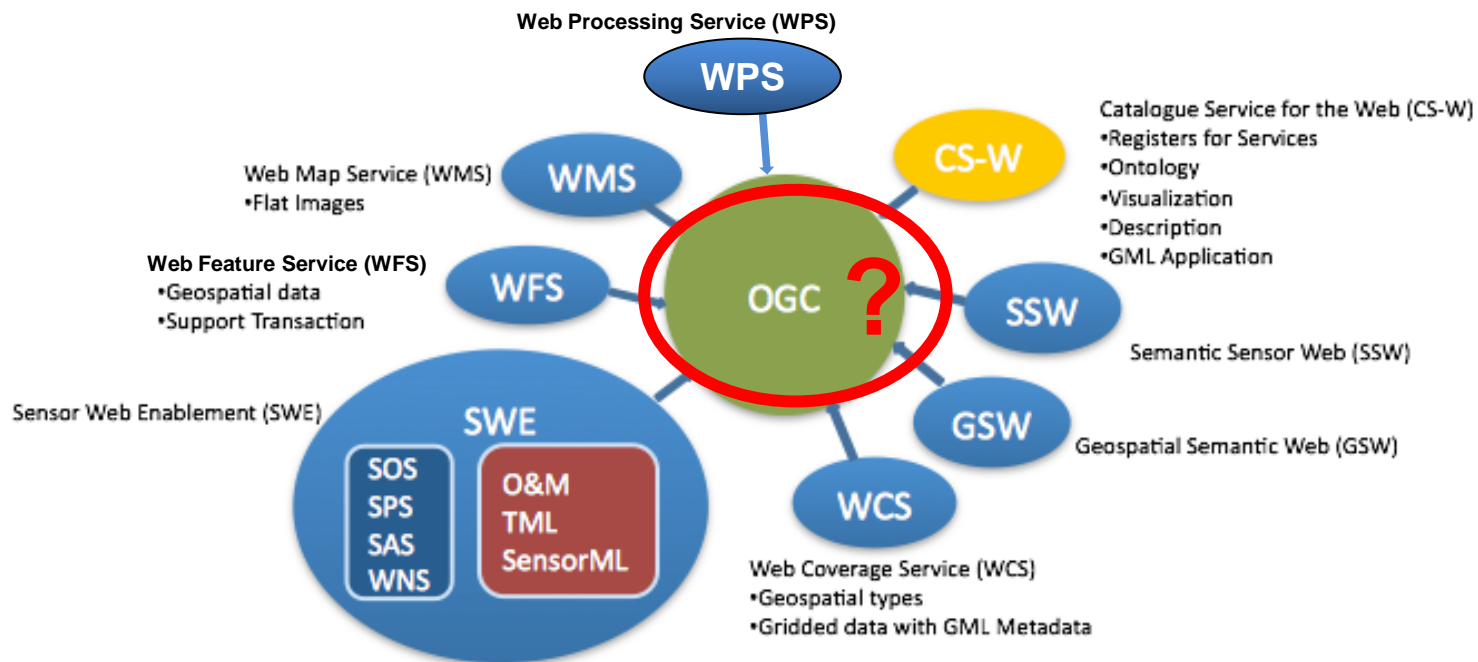 Web Processing Service (WPS)
WPS
Catalogue Service for the Web (CS-W)
•Registers for Services
•Ontology
•Visualization
•Description
•GML Application
CS-W
Web Map Service (WMS)
•Flat Images
WMS
Web Feature Service (WFS)
•Geospatial data
•Support Transaction
WFS
OGC
?
SSW
Semantic Sensor Web (SSW)
Sensor Web Enablement (SWE)
SWE
SOS
SPS
SAS
WNS
O&M
TML
SensorML
GSW
Geospatial Semantic Web (GSW)
WCS
Web Coverage Service (WCS)
•Geospatial types
•Gridded data with GML Metadata